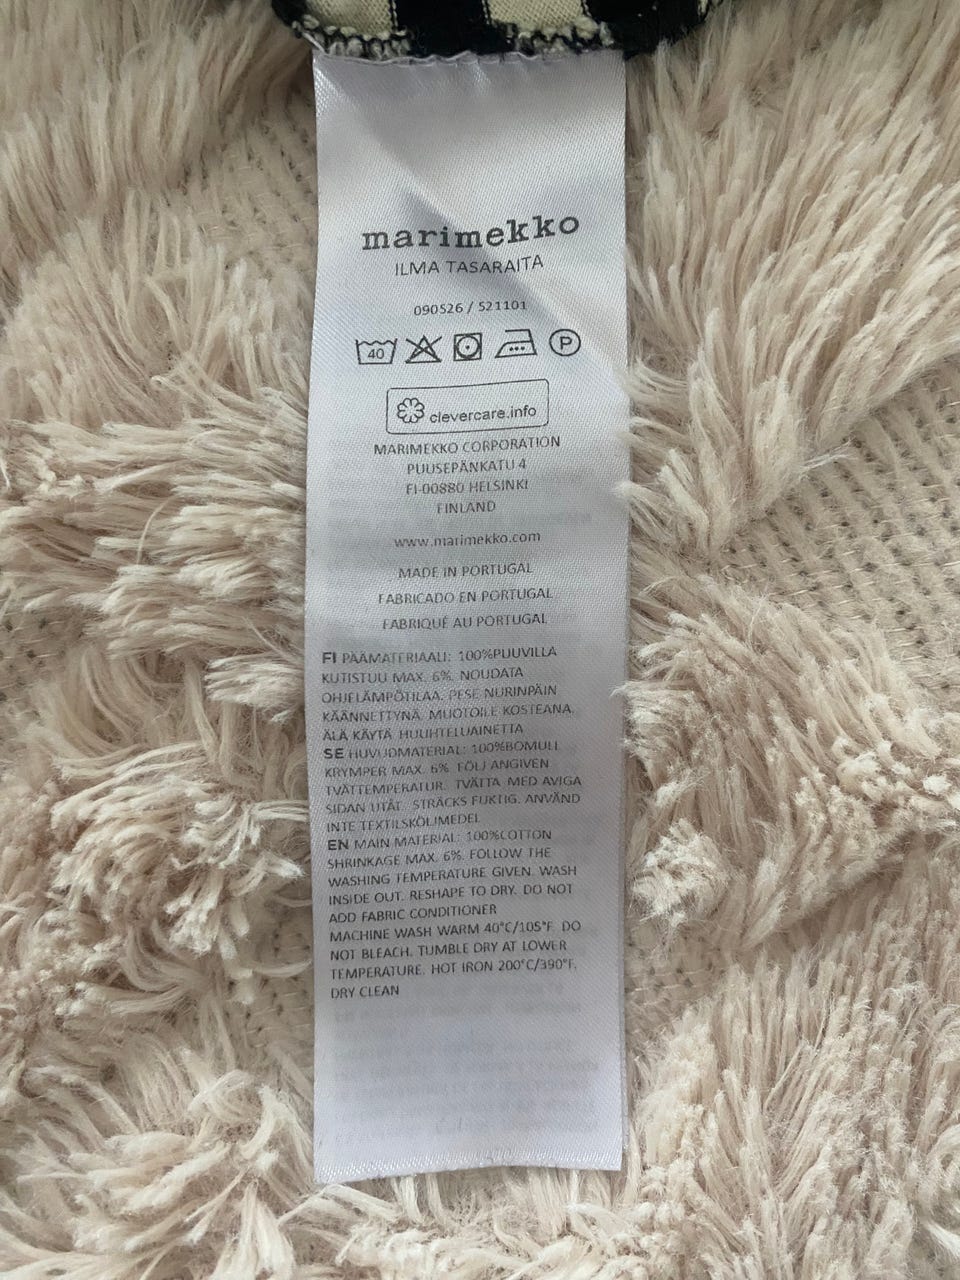 marimekko
ILMA TASARAITA
090526 / 521101
40 P
clevercare.info
MARIMEKKO CORPORATION
PUUSEPÄNKATU 4
FI-00880 HELSINKI
FINLAND
www.marimekko.com
MADE IN PORTUGAL
FABRICADO EN PORTUGAL
FABRIQUÉ AU PORTUGAL
FI PÄÄMATERIAALI: 100%PUUVILLA
KUTISTUU MAX. 6%. NOUDATA
OHJELÄMPÖTILAA. PESE NURINPÄIN
KÄÄNNETTYNÄ. MUOTOILE KOSTEANA.
ÄLÄ KÄYTÄ HUUHTELUAINETTA
SE HUVUDMATERIAL: 100%BOMULL
KRYMPER MAX. 6% FÖLJ ANGIVEN
TVÄTTEMPERATUR. TVÄTTA MED AVIGA
SIDAN UTÅT. STRÄCKS FUKTIG. ANVÄND
INTE TEXTILSKÖLJMEDEL
EN MAIN MATERIAL: 100%COTTON
SHRINKAGE MAX. 6%. FOLLOW THE
WASHING TEMPERATURE GIVEN. WASH
INSIDE OUT. RESHAPE TO DRY. DO NOT
ADD FABRIC CONDITIONER
MACHINE WASH WARM 40°C/105°F. DO
NOT BLEACH. TUMBLE DRY AT LOWER
TEMPERATURE. HOT IRON 200°C/390°F.
DRY CLEAN